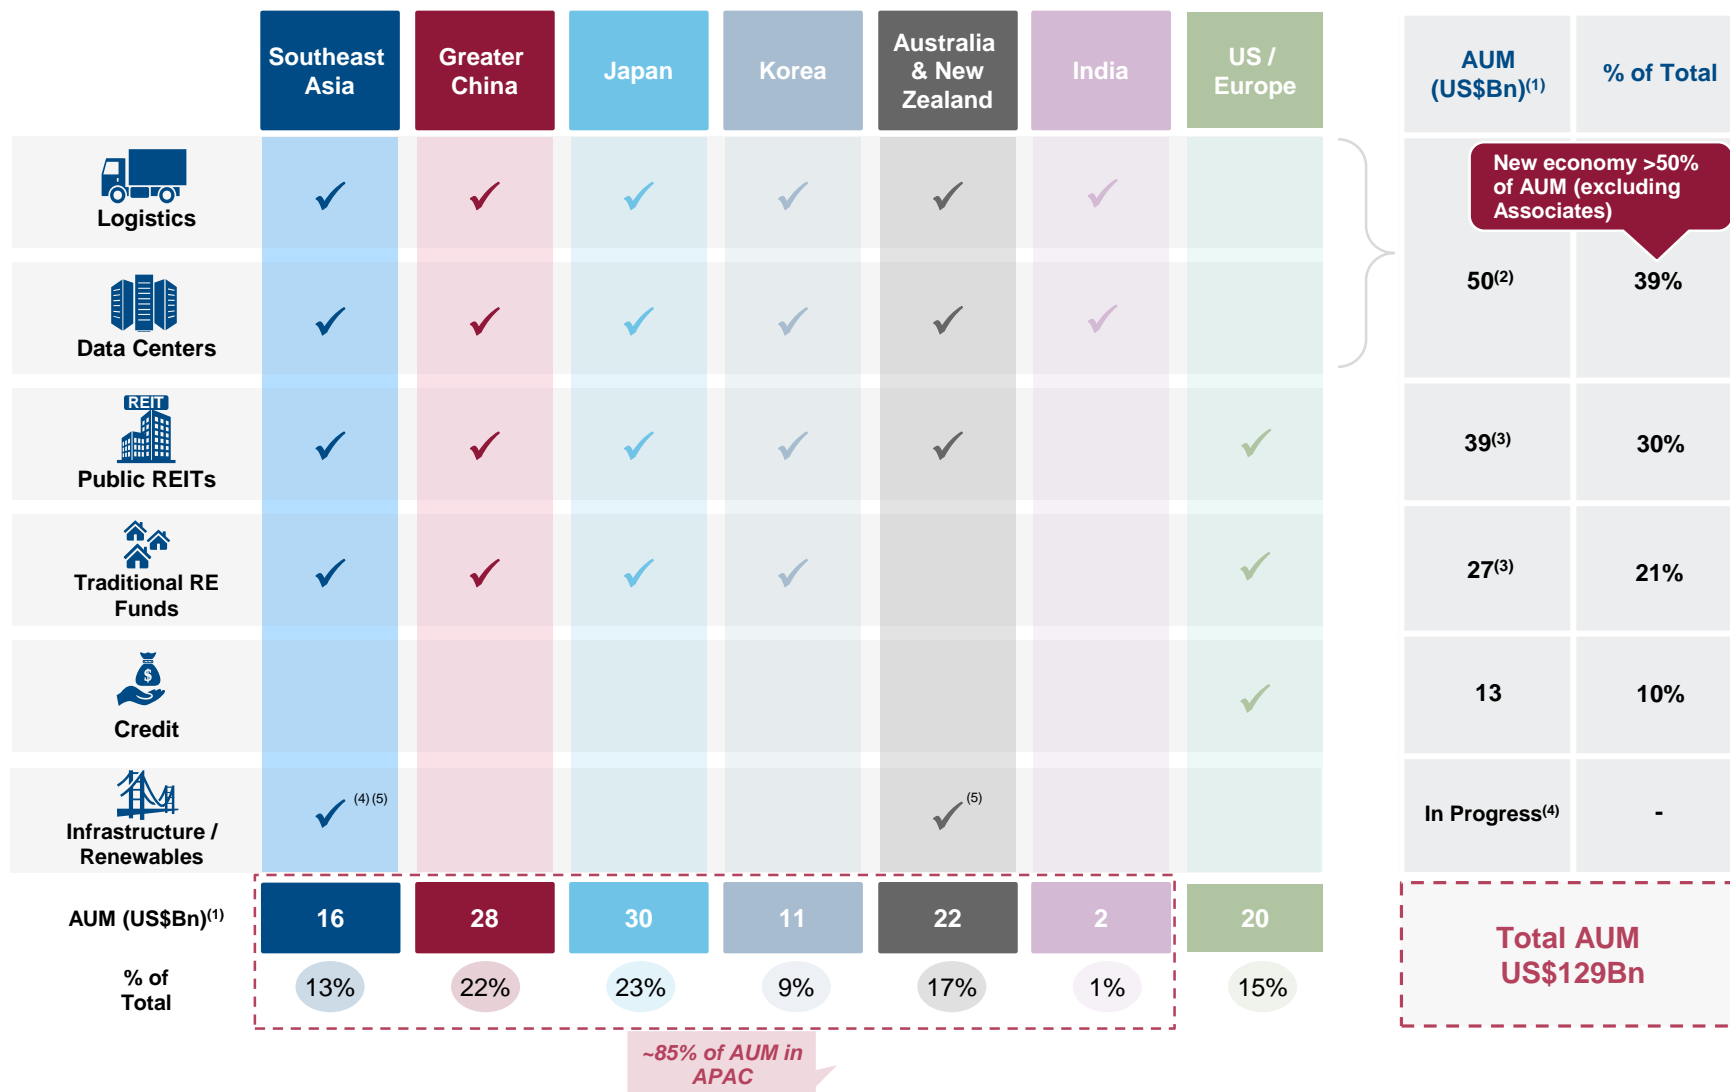 Southeast
Asia
Greater
China
Japan
Korea
Australia
& New
Zealand
India
US /
Europe
AUM
(US$Bn)(1)
% of Total
Logistics
New economy >50%
of AUM (excluding
Associates)
Data Centers
50(2)
39%
REIT
Public REITs
39(3)
30%
Traditional RE
Funds
27(3)
21%
$
Credit
13
10%
Infrastructure /
Renewables
(4) (5)
(5)
In Progress(4)
-
AUM (US$Bn)(1)
16
28
30
11
22
2
20
% of
Total
13%
22%
23%
9%
17%
1%
15%
Total AUM
US$129Bn
~85% of AUM in
APAC